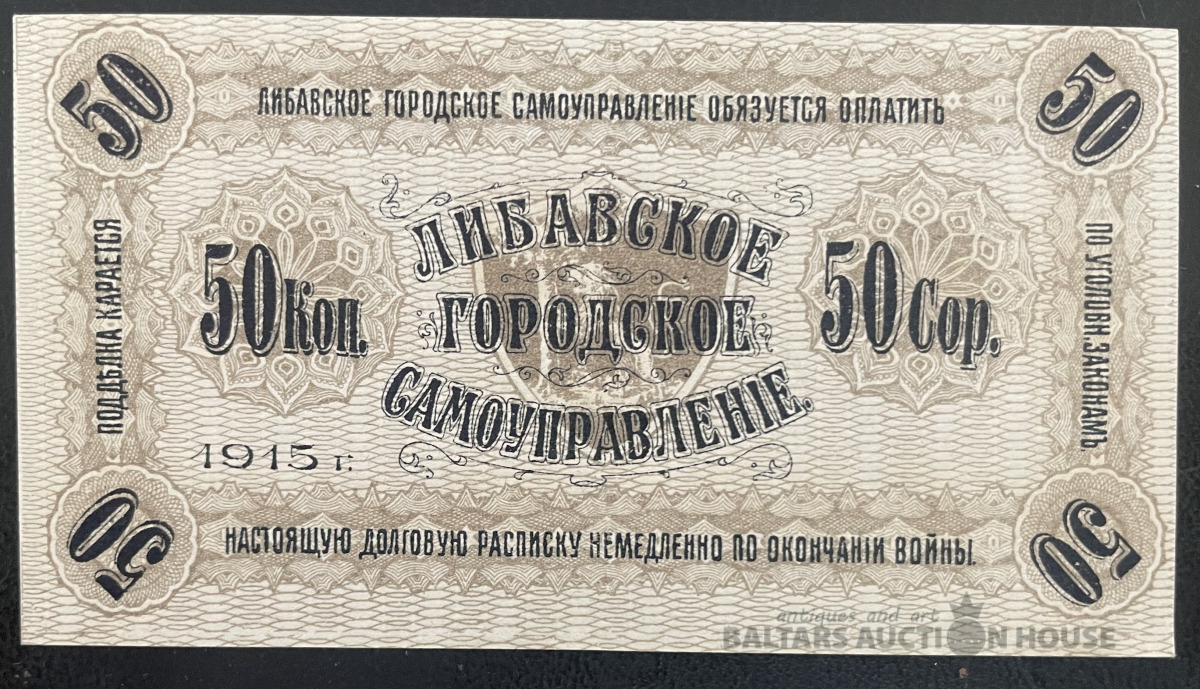 50
50
ЛИБАВСКОЕ ГОРОДСКОЕ САМОУПРАВЛЕНІЕ ОБЯЗУЕТСЯ ОПЛАТИТЬ
ПОДДѢЛКА КАРАЕТСЯ
ПО УГОЛОВН. ЗАКОНАМЪ.
50 Коп.
ЛИБАВСКОЕ
ГОРОДСКОЕ
САМОУПРАВЛЕНІЕ.
50 Сор.
1915 г.
НАСТОЯЩУЮ ДОЛГОВУЮ РАСПИСКУ НЕМЕДЛЕННО ПО ОКОНЧАНІИ ВОЙНЫ.
50
50
antiques and art
BALTARS AUCTION HOUSE